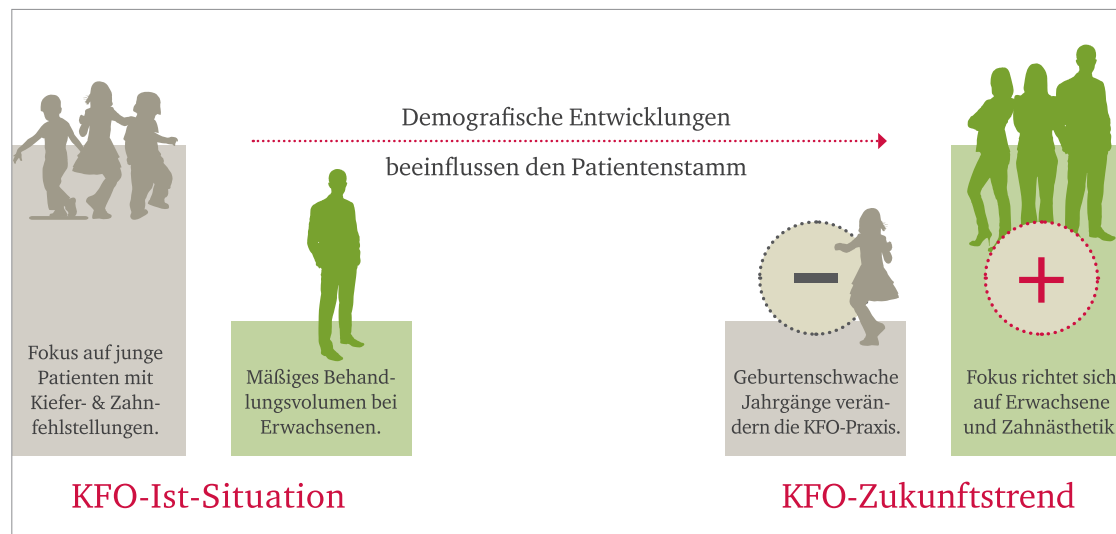 Demografische Entwicklungen
beeinflussen den Patientenstamm
Fokus auf junge
Patienten mit
Kiefer- & Zahn-
fehlstellungen.
Mäßiges Behand-
lungsvolumen bei
Erwachsenen.
Geburtenschwache
Jahrgänge verän-
dern die KFO-Praxis.
Fokus richtet sich
auf Erwachsene
und Zahnästhetik
KFO-Ist-Situation
KFO-Zukunftstrend